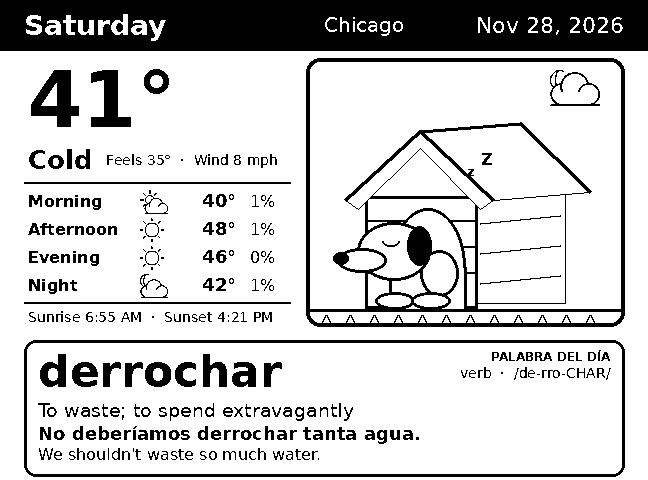 Saturday Chicago Nov 28, 2026
41°
Cold Feels 35° · Wind 8 mph
Morning 40° 1%
Afternoon 48° 1%
Evening 46° 0%
Night 42° 1%
Sunrise 6:55 AM · Sunset 4:21 PM
Z
z
derrochar
PALABRA DEL DÍA
verb · /de-rro-CHAR/
To waste; to spend extravagantly
No deberíamos derrochar tanta agua.
We shouldn't waste so much water.